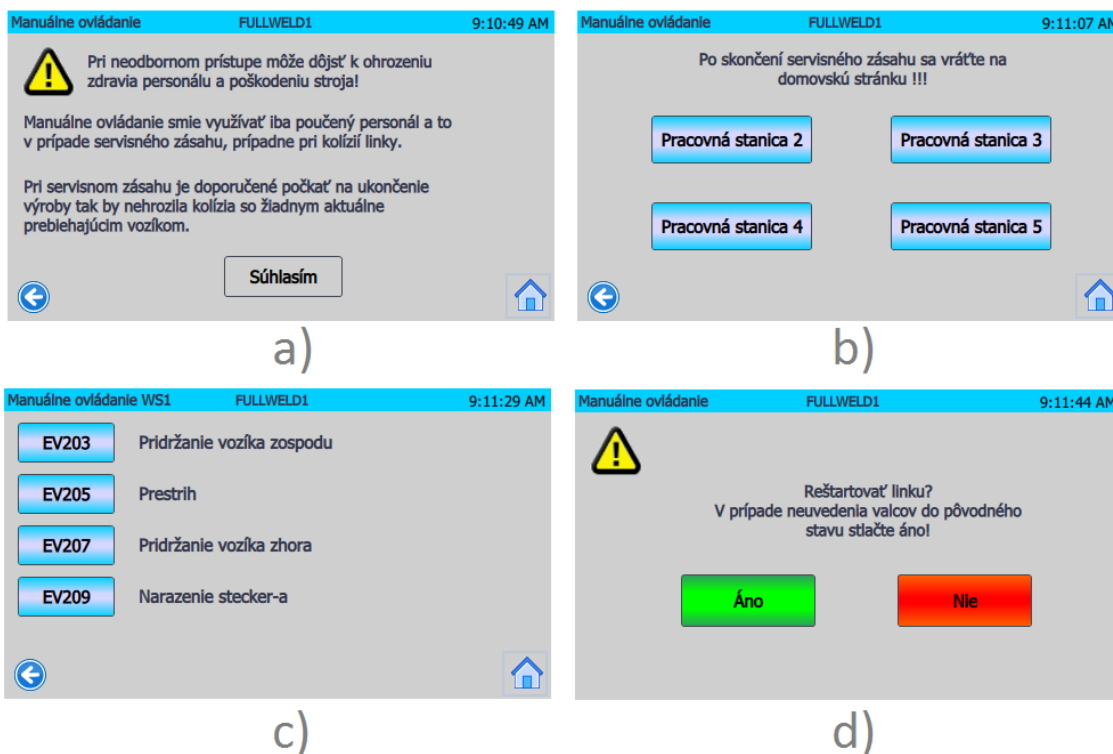 Manuálne ovládanie FULLWELD1 9:10:49 AM
Pri neodbornom prístupe môže dôjsť k ohrozeniu
zdravia personálu a poškodeniu stroja!
Manuálne ovládanie smie využívať iba poučený personál a to
v prípade servisného zásahu, prípadne pri kolízií linky.
Pri servisnom zásahu je doporučené počkať na ukončenie
výroby tak by nehrozila kolízia so žiadnym aktuálne
prebiehajúcim vozíkom.
Súhlasím
a)
Manuálne ovládanie FULLWELD1 9:11:07 AM
Po skončení servisného zásahu sa vráťte na
domovskú stránku !!!
Pracovná stanica 2 Pracovná stanica 3
Pracovná stanica 4 Pracovná stanica 5
b)
Manuálne ovládanie WS1 FULLWELD1 9:11:29 AM
EV203 Pridržanie vozíka zospodu
EV205 Prestrih
EV207 Pridržanie vozíka zhora
EV209 Narazenie stecker-a
c)
Manuálne ovládanie FULLWELD1 9:11:44 AM
Reštartovať linku?
V prípade neuvedenia valcov do pôvodného
stavu stlačte áno!
Áno Nie
d)